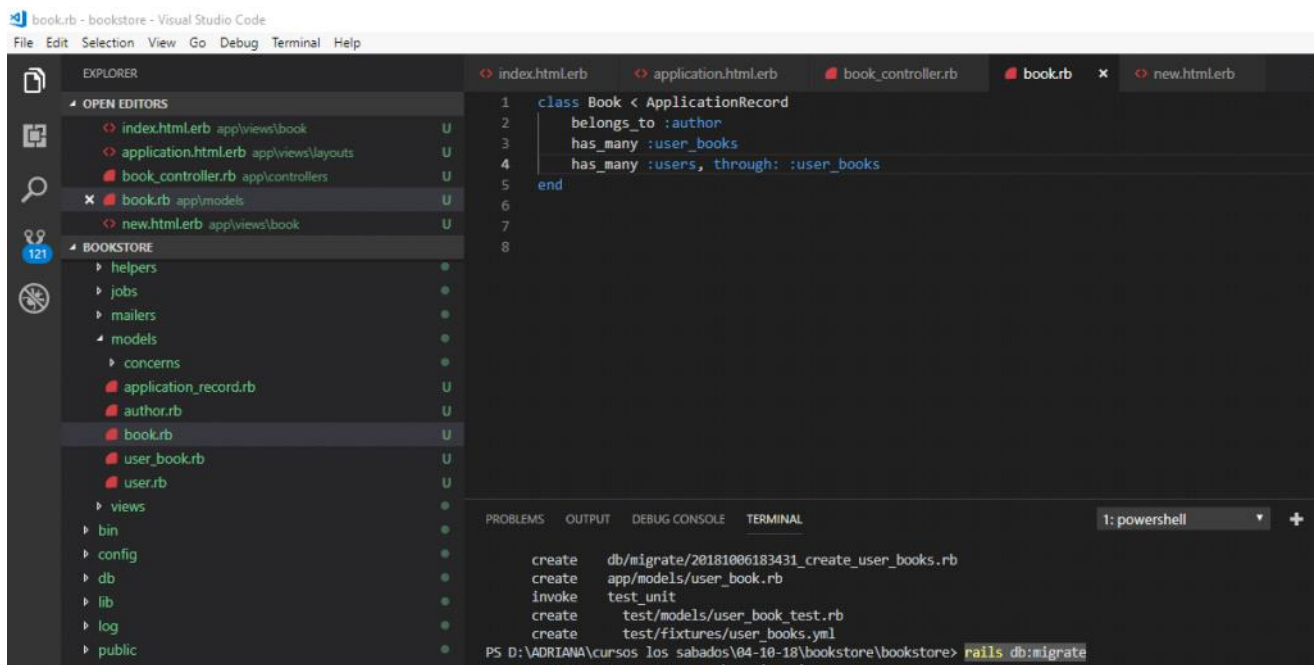 book.rb - bookstore - Visual Studio Code
File Edit Selection View Go Debug Terminal Help
EXPLORER
OPEN EDITORS
index.html.erb app\views\book U
application.html.erb app\views\layouts U
book_controller.rb app\controllers U
book.rb app\models U
new.html.erb app\views\book U
121
BOOKSTORE
helpers
jobs
mailers
models
concerns
application_record.rb U
author.rb U
book.rb U
user_book.rb U
user.rb U
views
bin
config
db
lib
log
public
index.html.erb application.html.erb book_controller.rb book.rb new.html.erb
1 class Book < ApplicationRecord
2 belongs_to :author
3 has_many :user_books
4 has_many :users, through: :user_books
5 end
6
7
8
PROBLEMS OUTPUT DEBUG CONSOLE TERMINAL 1: powershell
create db/migrate/20181006183431_create_user_books.rb
create app/models/user_book.rb
invoke test_unit
create test/models/user_book_test.rb
create test/fixtures/user_books.yml
PS D:\ADRIANA\cursos los sabados\04-10-18\bookstore\bookstore> rails db:migrate